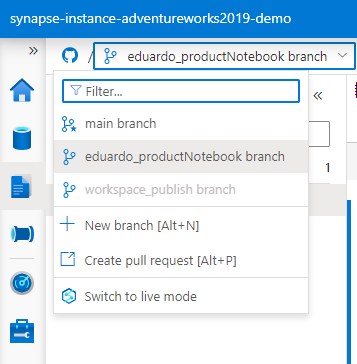 synapse-instance-adventureworks2019-demo
»
/ eduardo_productNotebook branch
Filter...
«
main branch
eduardo_productNotebook branch
1
workspace_publish branch
New branch [Alt+N]
Create pull request [Alt+P]
Switch to live mode